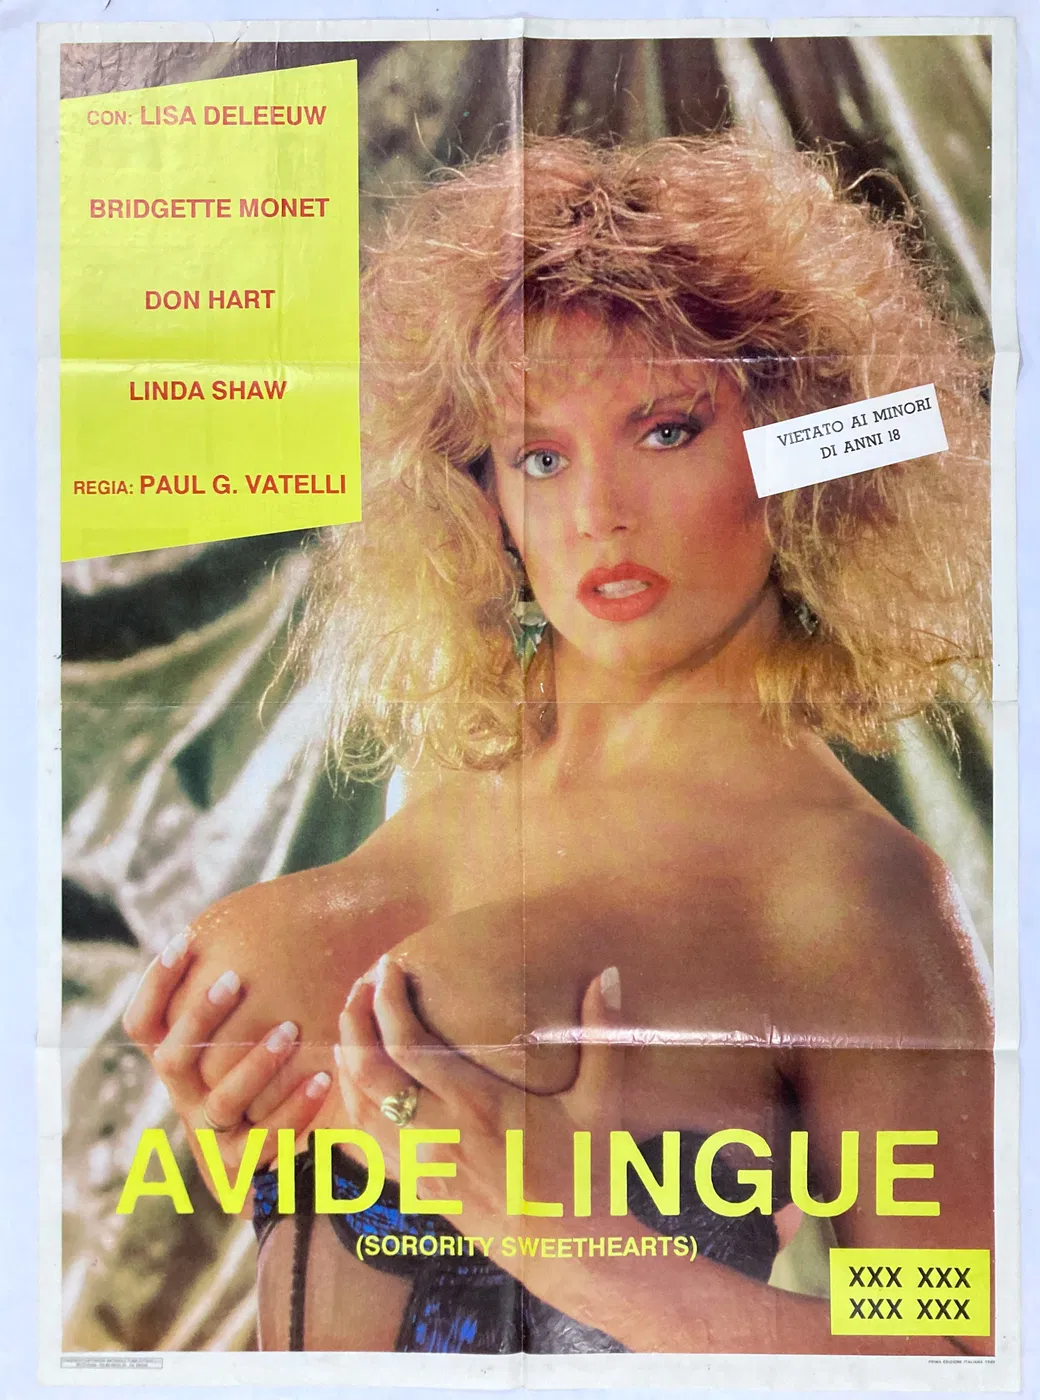 CON: LISA DELEEUW
BRIDGETTE MONET
DON HART
LINDA SHAW
REGIA: PAUL G. VATELLI
VIETATO AI MINORI
DI ANNI 18
AVIDE LINGUE
(SORORITY SWEETHEARTS)
XXX XXX
XXX XXX